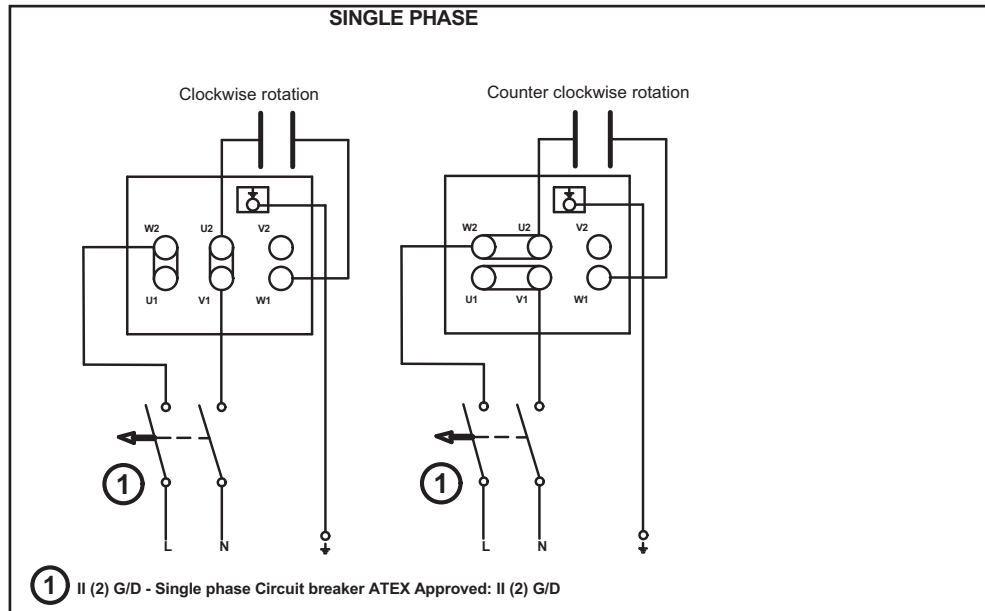 SINGLE PHASE
Clockwise rotation
Counter clockwise rotation
W2 U2 V2
U1 V1 W1
W2 U2 V2
U1 V1 W1
1
1
L N
L N
1 II (2) G/D - Single phase Circuit breaker ATEX Approved: II (2) G/D